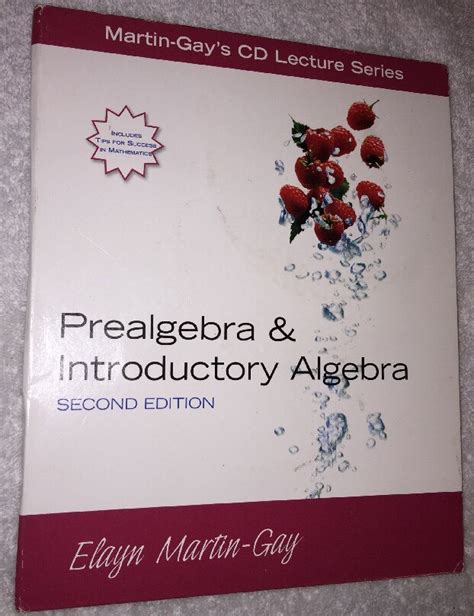 Martin-Gay's CD Lecture Series
INCLUDES
TIPS FOR SUCCESS
IN MATHEMATICS
Prealgebra &
Introductory Algebra
SECOND EDITION
Elayn Martin-Gay